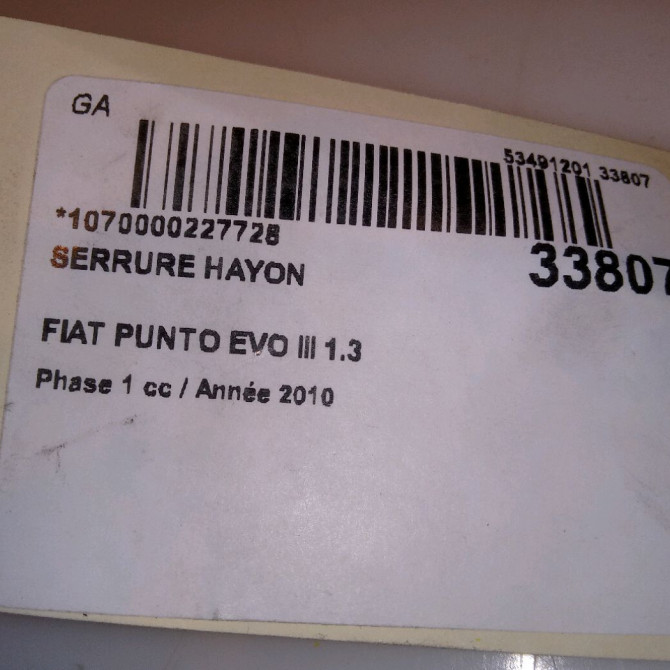 GA
53491201 33807
*1070000227728
33807
SERRURE HAYON
FIAT PUNTO EVO III 1.3
Phase 1 cc / Année 2010